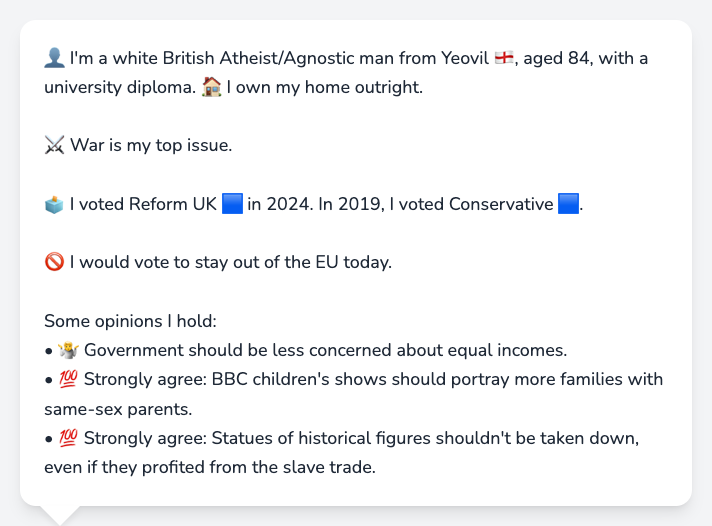 👤 I'm a white British Atheist/Agnostic man from Yeovil 🏴󠁧󠁢󠁥󠁮󠁧󠁿, aged 84, with a
university diploma. 🏠 I own my home outright.
⚔️ War is my top issue.
🗳️ I voted Reform UK 🟦 in 2024. In 2019, I voted Conservative 🟦.
🚫 I would vote to stay out of the EU today.
Some opinions I hold:
• 🤷 Government should be less concerned about equal incomes.
• 💯 Strongly agree: BBC children's shows should portray more families with
same-sex parents.
• 💯 Strongly agree: Statues of historical figures shouldn't be taken down,
even if they profited from the slave trade.